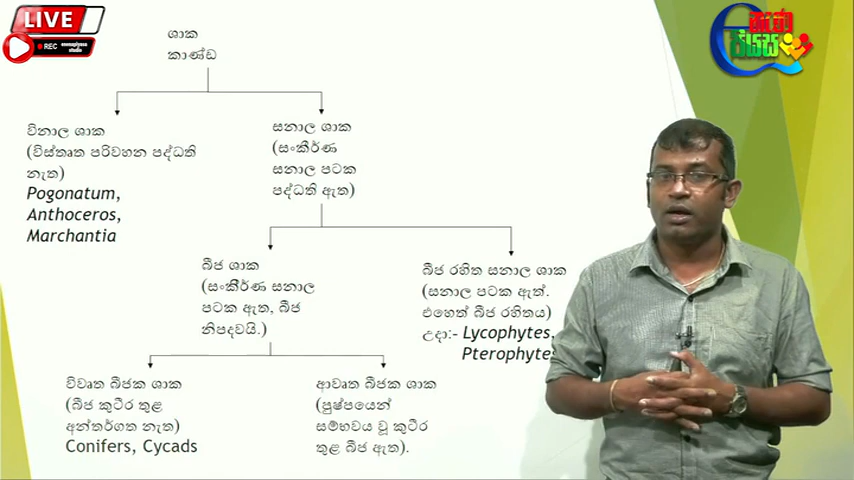 LIVE
REC
ගුණ
පියස
ශාක
කාණ්ඩ
විනාල ශාක
(විස්තෘත පරිවහන පද්ධති
නැත)
Pogonatum,
Anthoceros,
Marchantia
සනාල ශාක
(සංකීර්ණ
සනාල පටක
පද්ධති ඇත)
බීජ ශාක
(සංකීර්ණ සනාල
පටක ඇත, බීජ
නිපදවයි.)
බීජ රහිත සනාල ශාක
(සනාල පටක ඇත්.
එහෙත් බීජ රහිතය)
උදා:- Lycophytes,
Pterophytes
විවෘත බීජක ශාක
(බීජ කුටීර තුළ
අන්තර්ගත නැත)
Conifers, Cycads
ආවෘත බීජක ශාක
(පුෂ්පයෙන්
සම්භවය වූ කුටීර
තුළ බීජ ඇත).